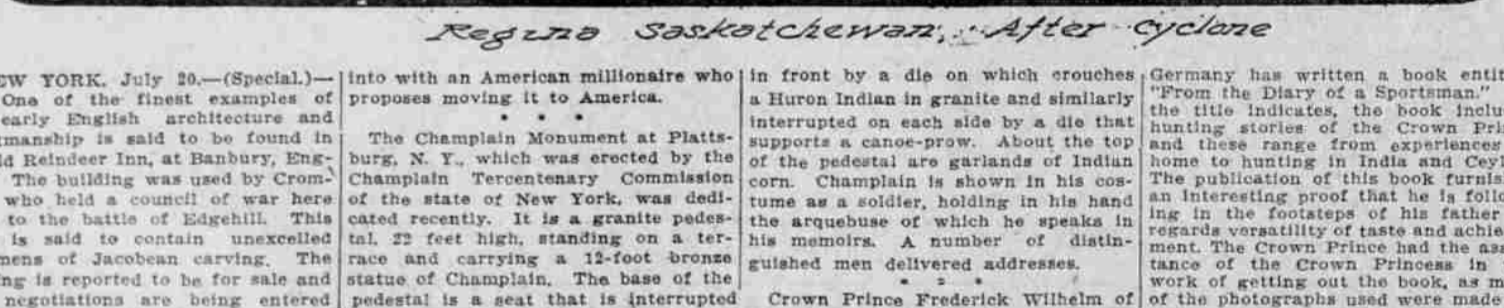 Regina Saskatchewan, After Cyclone
EW YORK, July 20.—(Special.)—
One of the finest examples of
early English architecture and
manship is said to be found in
ld Reindeer Inn, at Banbury, Eng-
The building was used by Crom-
who held a council of war here
to the battle of Edgehill. This
is said to contain unexcelled
mens of Jacobean carving. The
ng is reported to be for sale and
negotiations are being entered
into with an American millionaire who
proposes moving it to America.
* * *
The Champlain Monument at Platts-
burg, N. Y., which was erected by the
Champlain Tercentenary Commission
of the state of New York, was dedi-
cated recently. It is a granite pedes-
tal, 22 feet high, standing on a ter-
race and carrying a 12-foot bronze
statue of Champlain. The base of the
pedestal is a seat that is interrupted
in front by a die on which crouches
a Huron Indian in granite and similarly
interrupted on each side by a die that
supports a canoe-prow. About the top
of the pedestal are garlands of Indian
corn. Champlain is shown in his cos-
tume as a soldier, holding in his hand
the arquebuse of which he speaks in
his memoirs. A number of distin-
guished men delivered addresses.
* * *
Crown Prince Frederick Wilhelm of
Germany has written a book entit
"From the Diary of a Sportsman."
the title indicates, the book inclu
hunting stories of the Crown Pri
and these range from experiences
home to hunting in India and Ceyl
The publication of this book furnis
an interesting proof that he is follo
ing in the footsteps of his father
regards versatility of taste and achie
ment. The Crown Prince had the ass
tance of the Crown Princess in
work of getting out the book, as m
of the photographs used were made